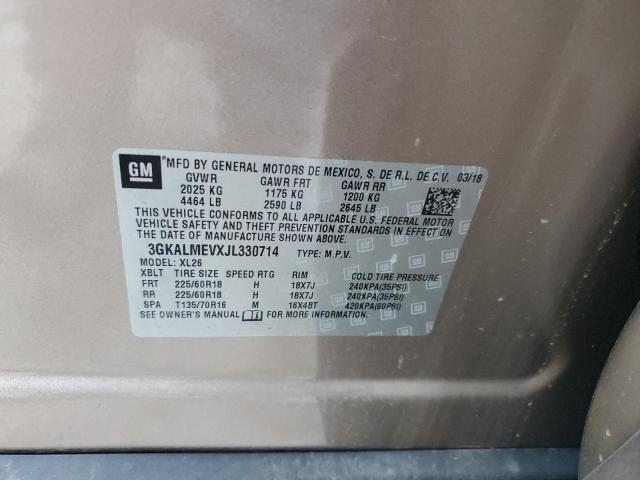 GM
MFD BY GENERAL MOTORS DE MEXICO, S. DE R.L. DE C.V. 03/18
GVWR GAWR FRT GAWR RR
2025 KG 1175 KG 1200 KG
4464 LB 2590 LB 2645 LB
THIS VEHICLE CONFORMS TO ALL APPLICABLE U.S. FEDERAL MOTOR
VEHICLE SAFETY AND THEFT PREVENTION STANDARDS IN EFFECT ON
THE DATE OF MANUFACTURE SHOWN ABOVE.
3GKALMEVXJL330714 TYPE: M.P.V.
MODEL: XL26
XBLT TIRE SIZE SPEED RTG RIM COLD TIRE PRESSURE
FRT 225/60R18 H 18X7J 240KPA(35PSI)
RR 225/60R18 H 18X7J 240KPA(35PSI)
SPA T135/70R16 M 16X4BT 420KPA(60PSI)
SEE OWNER'S MANUAL FOR MORE INFORMATION